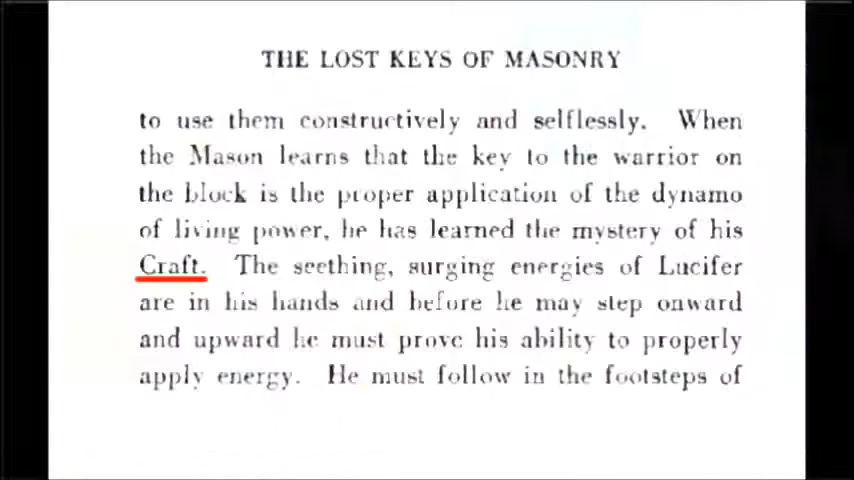 THE LOST KEYS OF MASONRY
to use them constructively and selflessly. When
the Mason learns that the key to the warrior on
the block is the proper application of the dynamo
of living power, he has learned the mystery of his
Craft. The seething, surging energies of Lucifer
are in his hands and before he may step onward
and upward he must prove his ability to properly
apply energy. He must follow in the footsteps of